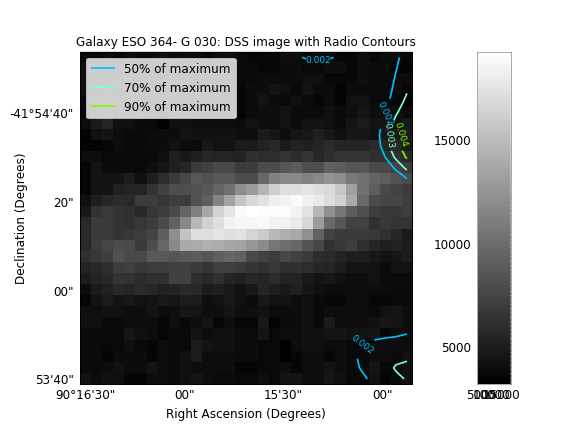 Galaxy ESO 364- G 030: DSS image with Radio Contours
50% of maximum
70% of maximum
90% of maximum
0.002
0.003
0.004
0.002
-41°54'40"
20"
00"
53'40"
Declination (Degrees)
90°16'30"
00"
15'30"
00"
Right Ascension (Degrees)
15000
10000
5000